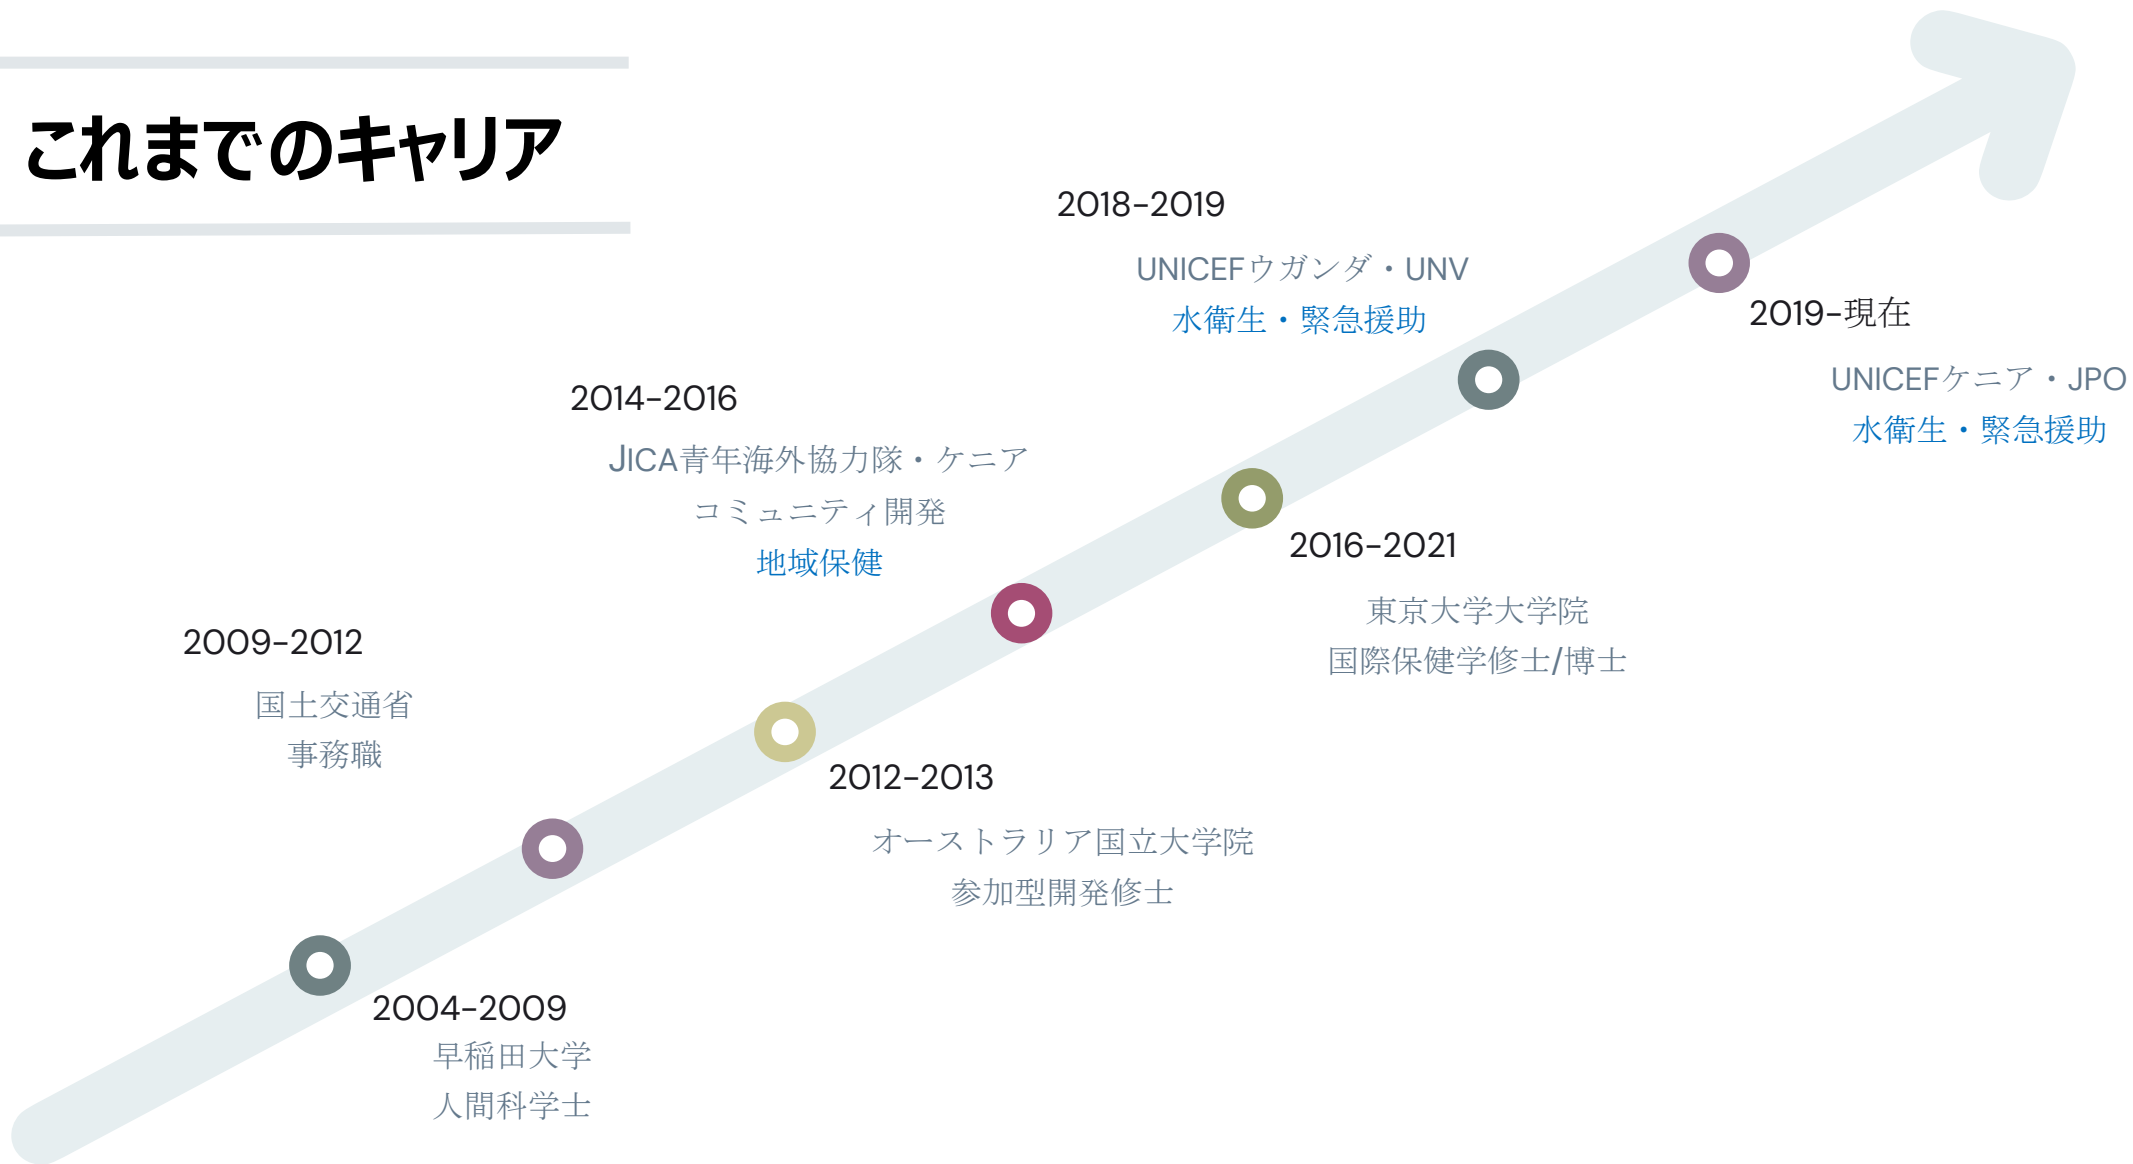 これまでのキャリア
2018-2019
UNICEFウガンダ・UNV
水衛生・緊急援助
2019-現在
UNICEFケニア・JPO
水衛生・緊急援助
2014-2016
JICA青年海外協力隊・ケニア
コミュニティ開発
地域保健
2016-2021
東京大学大学院
国際保健学修士/博士
2009-2012
国土交通省
事務職
2012-2013
オーストラリア国立大学院
参加型開発修士
2004-2009
早稲田大学
人間科学士